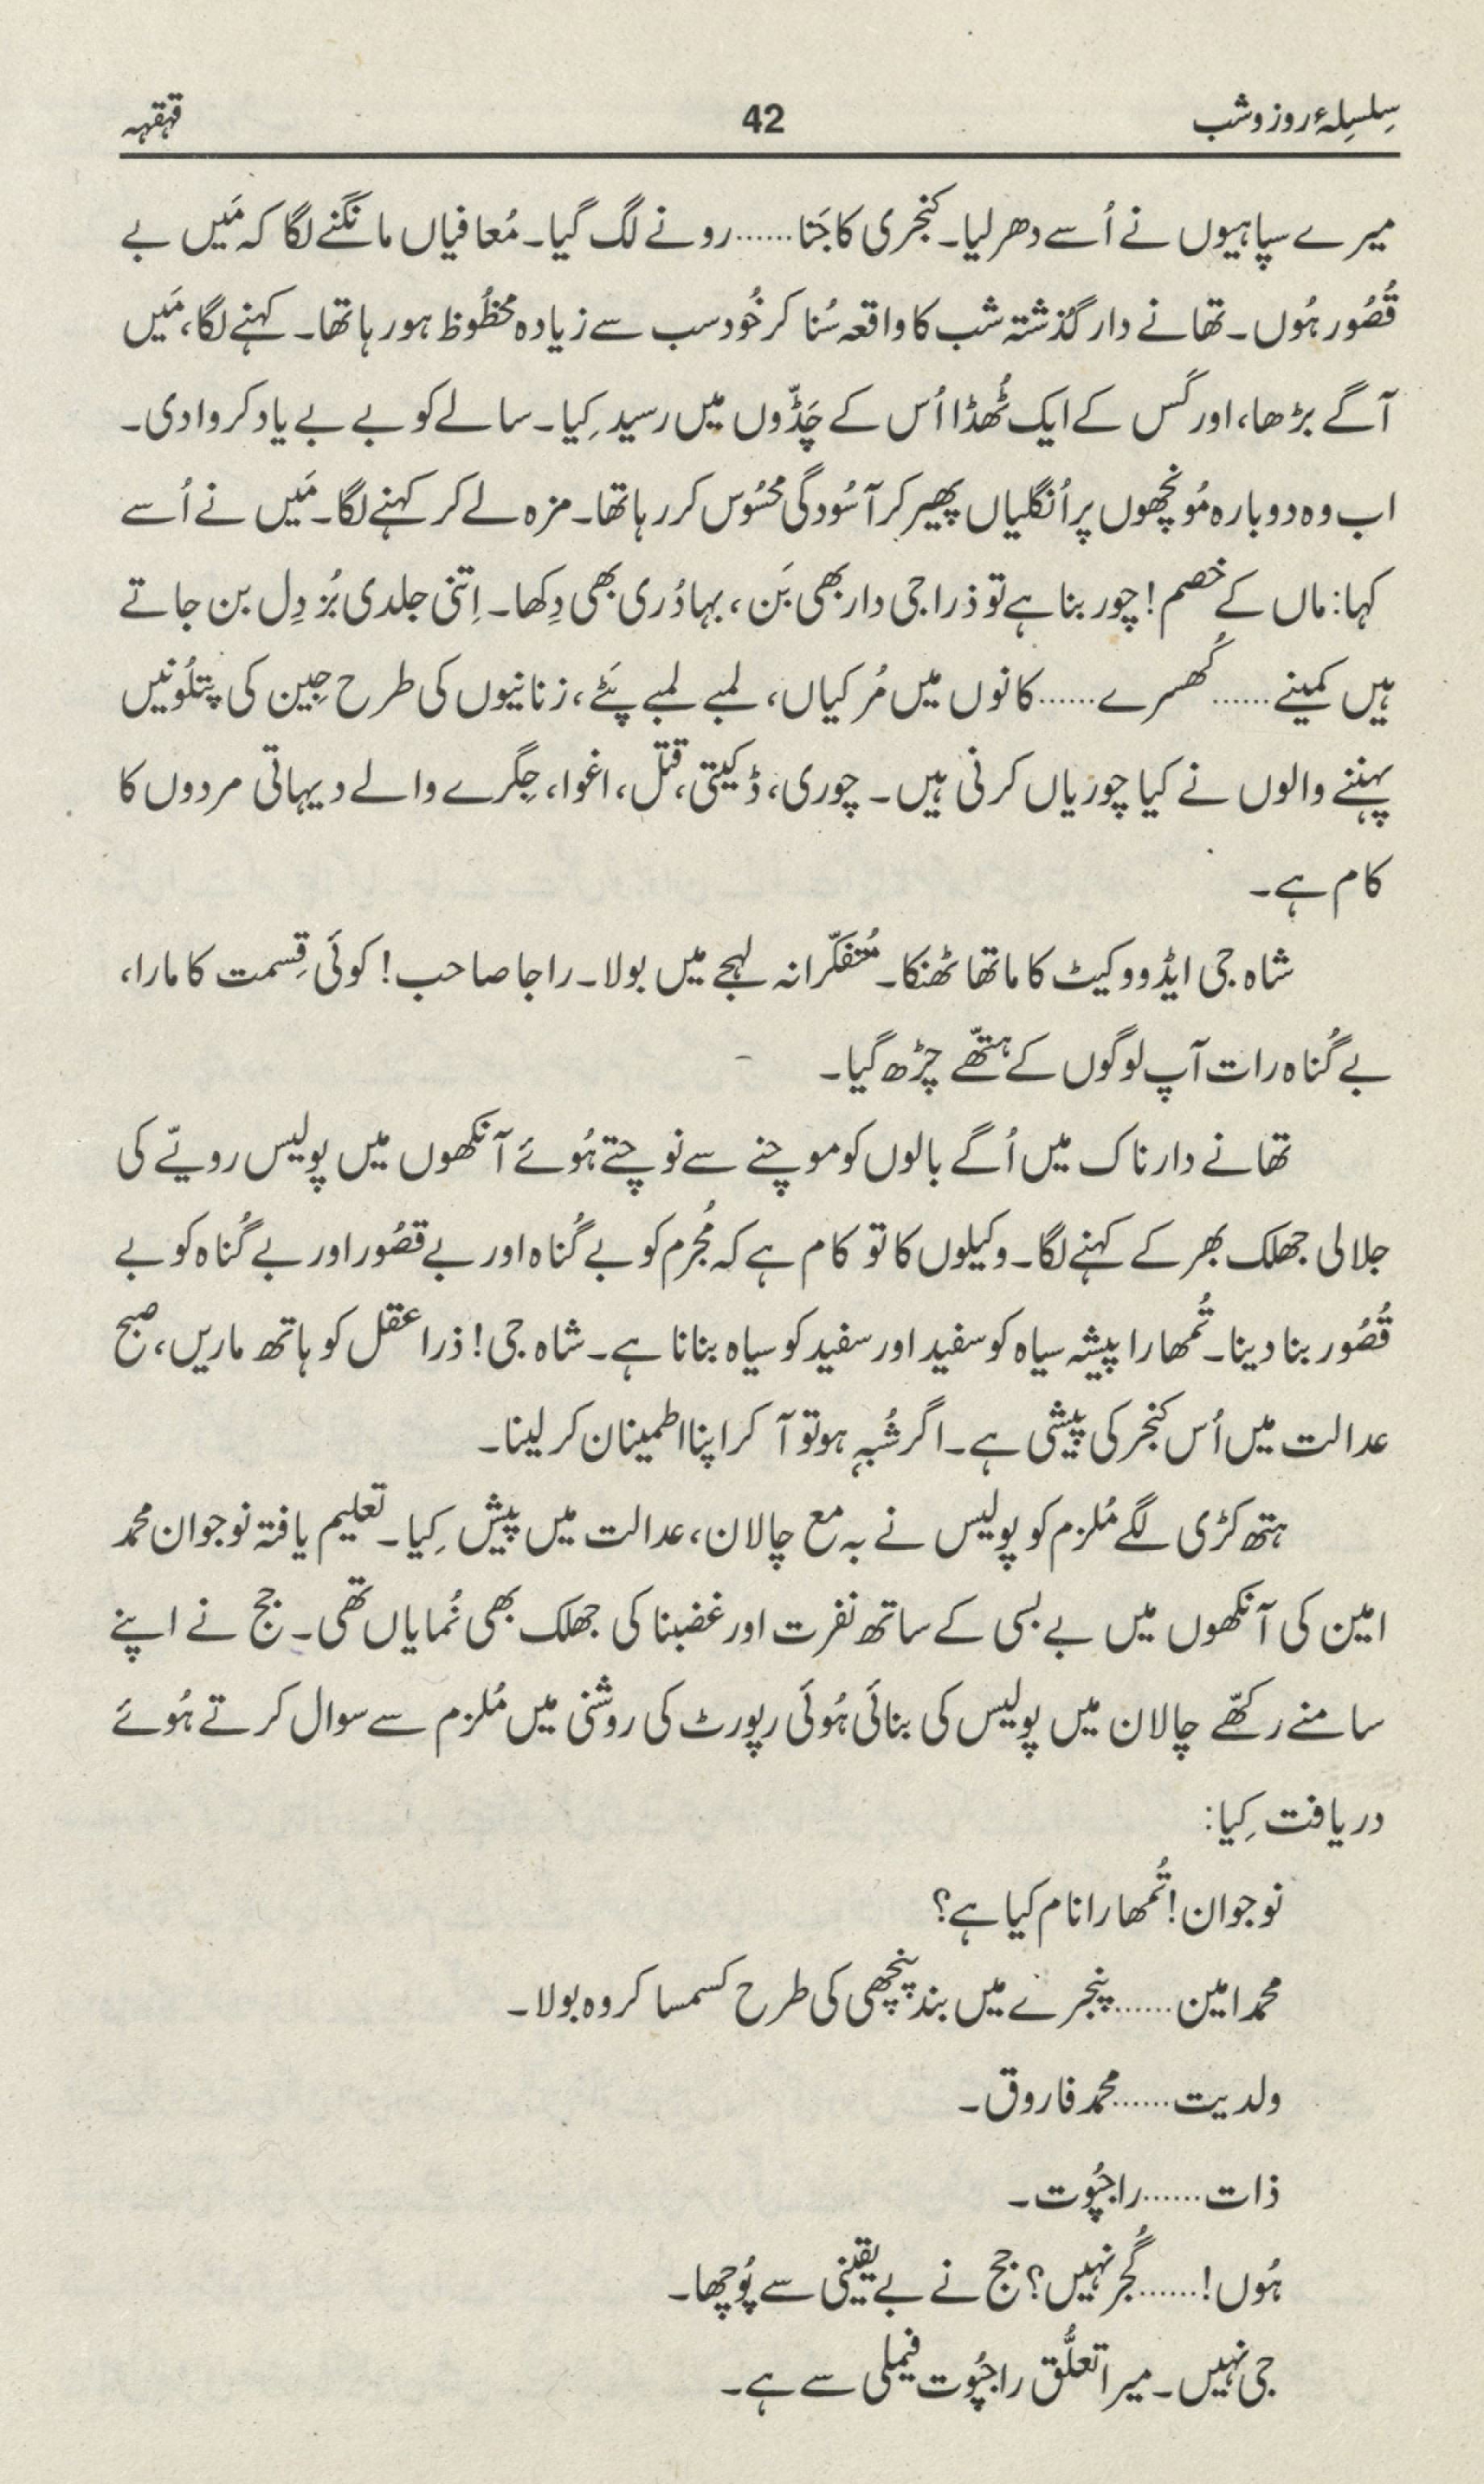 سِلسِلۂ روز و شب 42 قہقہہ
میرے سپاہیوں نے اُسے دھر لیا۔ کنجری کا جَنا......رونے لگ گیا۔ مُعافیاں مانگنے لگا کہ مَیں بے
قُصُور ہُوں۔ تھانے دار گذشتہ شب کا واقعہ سُنا کر خُود سب سے زیادہ محظُوظ ہو رہا تھا۔ کہنے لگا، مَیں
آگے بڑھا، اور کَس کے ایک ٹُھڈا اُس کے چَڈّوں میں رسید کِیا۔ سالے کو بے بے یاد کروا دی۔
اب وہ دوبارہ مُونچھوں پر اُنگلیاں پھیر کر آسُودگی محسُوس کر رہا تھا۔ مزہ لے کر کہنے لگا۔ مَیں نے اُسے
کہا: ماں کے خصم! چور بنا ہے تو ذرا جی دار بھی بَن، بہادُری بھی دِکھا۔ اِتنی جلدی بُزدِل بن جاتے
ہیں کمینے......کُھسرے......کانوں میں مُرکیاں، لمبے لمبے پَٹے، زنانیوں کی طرح جِین کی پتلُونیں
پہننے والوں نے کیا چوریاں کرنی ہیں۔ چوری، ڈکیتی، قتل، اغوا، جِگرے والے دیہاتی مردوں کا
کام ہے۔
شاہ جی ایڈووکیٹ کا ماتھا ٹھنکا۔ مُتفَکّرانہ لہجے میں بولا۔ راجا صاحب! کوئی قِسمت کا مارا،
بے گُناہ رات آپ لوگوں کے ہتّھے چڑھ گیا۔
تھانے دار ناک میں اُگے بالوں کو موچنے سے نوچتے ہُوئے آنکھوں میں پولیس رویّے کی
جلالی جھلک بھر کے کہنے لگا۔ وکیلوں کا تو کام ہے کہ مُجرم کو بے گُناہ اور بے قصُور اور بے گُناہ کو بے
قُصُور بنا دینا۔ تُمھارا پیشہ سیاہ کو سفید اور سفید کو سیاہ بنانا ہے۔ شاہ جی! ذرا عقل کو ہاتھ ماریں، صبح
عدالت میں اُس کنجر کی پیشی ہے۔ اگر شُبہ ہو تو آ کر اپنا اطمینان کر لینا۔
ہتھ کڑی لگے مُلزم کو پولیس نے بہ مع چالان، عدالت میں پیش کِیا۔ تعلیم یافتہ نوجوان محمد
امین کی آنکھوں میں بے بسی کے ساتھ نفرت اور غضبنا کی جھلک بھی نُمایاں تھی۔ جج نے اپنے
سامنے رکھّے چالان میں پولیس کی بنائی ہُوئی رپورٹ کی روشنی میں مُلزم سے سوال کرتے ہُوئے
دریافت کِیا:
نوجوان! تُمھارا نام کیا ہے؟
محمد امین......پنجرے میں بند پنچھی کی طرح کسمسا کر وہ بولا۔
ولدیت......محمد فاروق۔
ذات......راجپُوت۔
ہُوں!......گُجر نہیں؟ جج نے بے یقینی سے پُوچھا۔
جی نہیں۔ میرا تعلُّق راجپُوت فیملی سے ہے۔